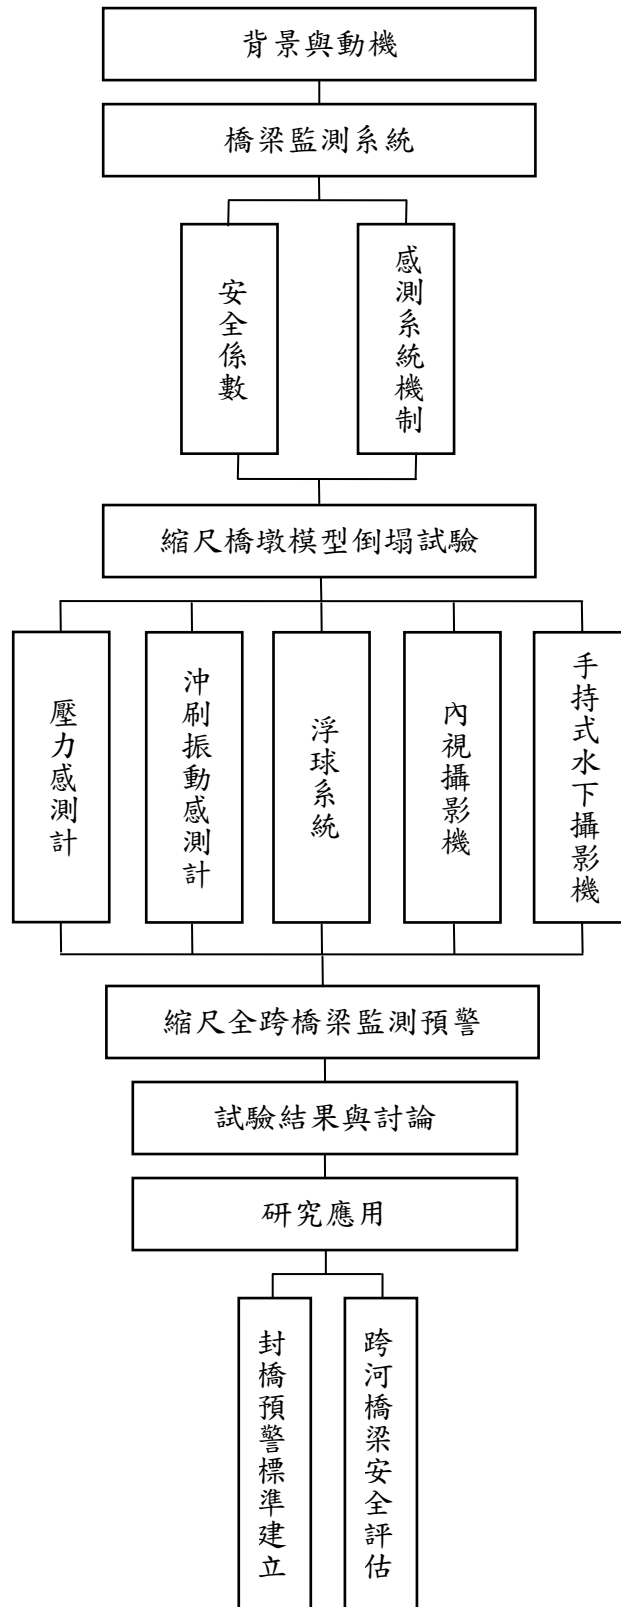 背景與動機
橋梁監測系統
安全係數
感測系統機制
縮尺橋墩模型倒塌試驗
壓力感測計
沖刷振動感測計
浮球系統
內視攝影機
手持式水下攝影機
縮尺全跨橋梁監測預警
試驗結果與討論
研究應用
封橋預警標準建立
跨河橋梁安全評估